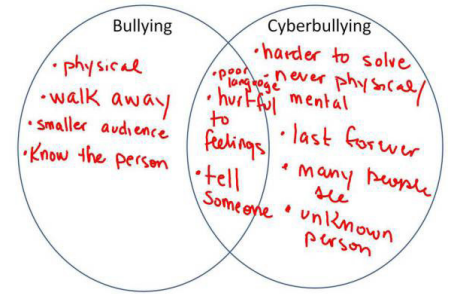 Bullying
Cyberbullying
• physical
• walk away
• smaller audience
• Know the person
• poor
language
• hurtful
to
feelings
• tell
someone
• harder to solve
• never physical/
mental
• last forever
• many people
see
• unknown
person